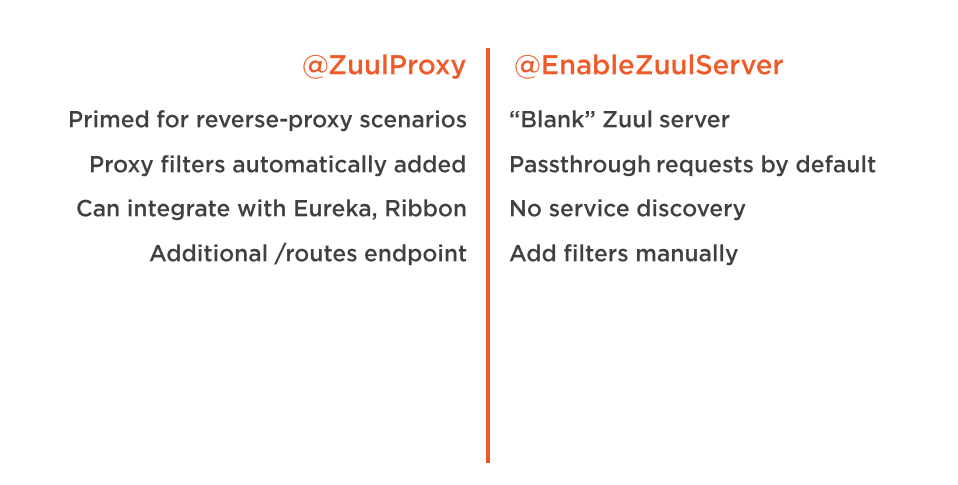 @ZuulProxy
Primed for reverse-proxy scenarios
Proxy filters automatically added
Can integrate with Eureka, Ribbon
Additional /routes endpoint
@EnableZuulServer
“Blank” Zuul server
Passthrough requests by default
No service discovery
Add filters manually